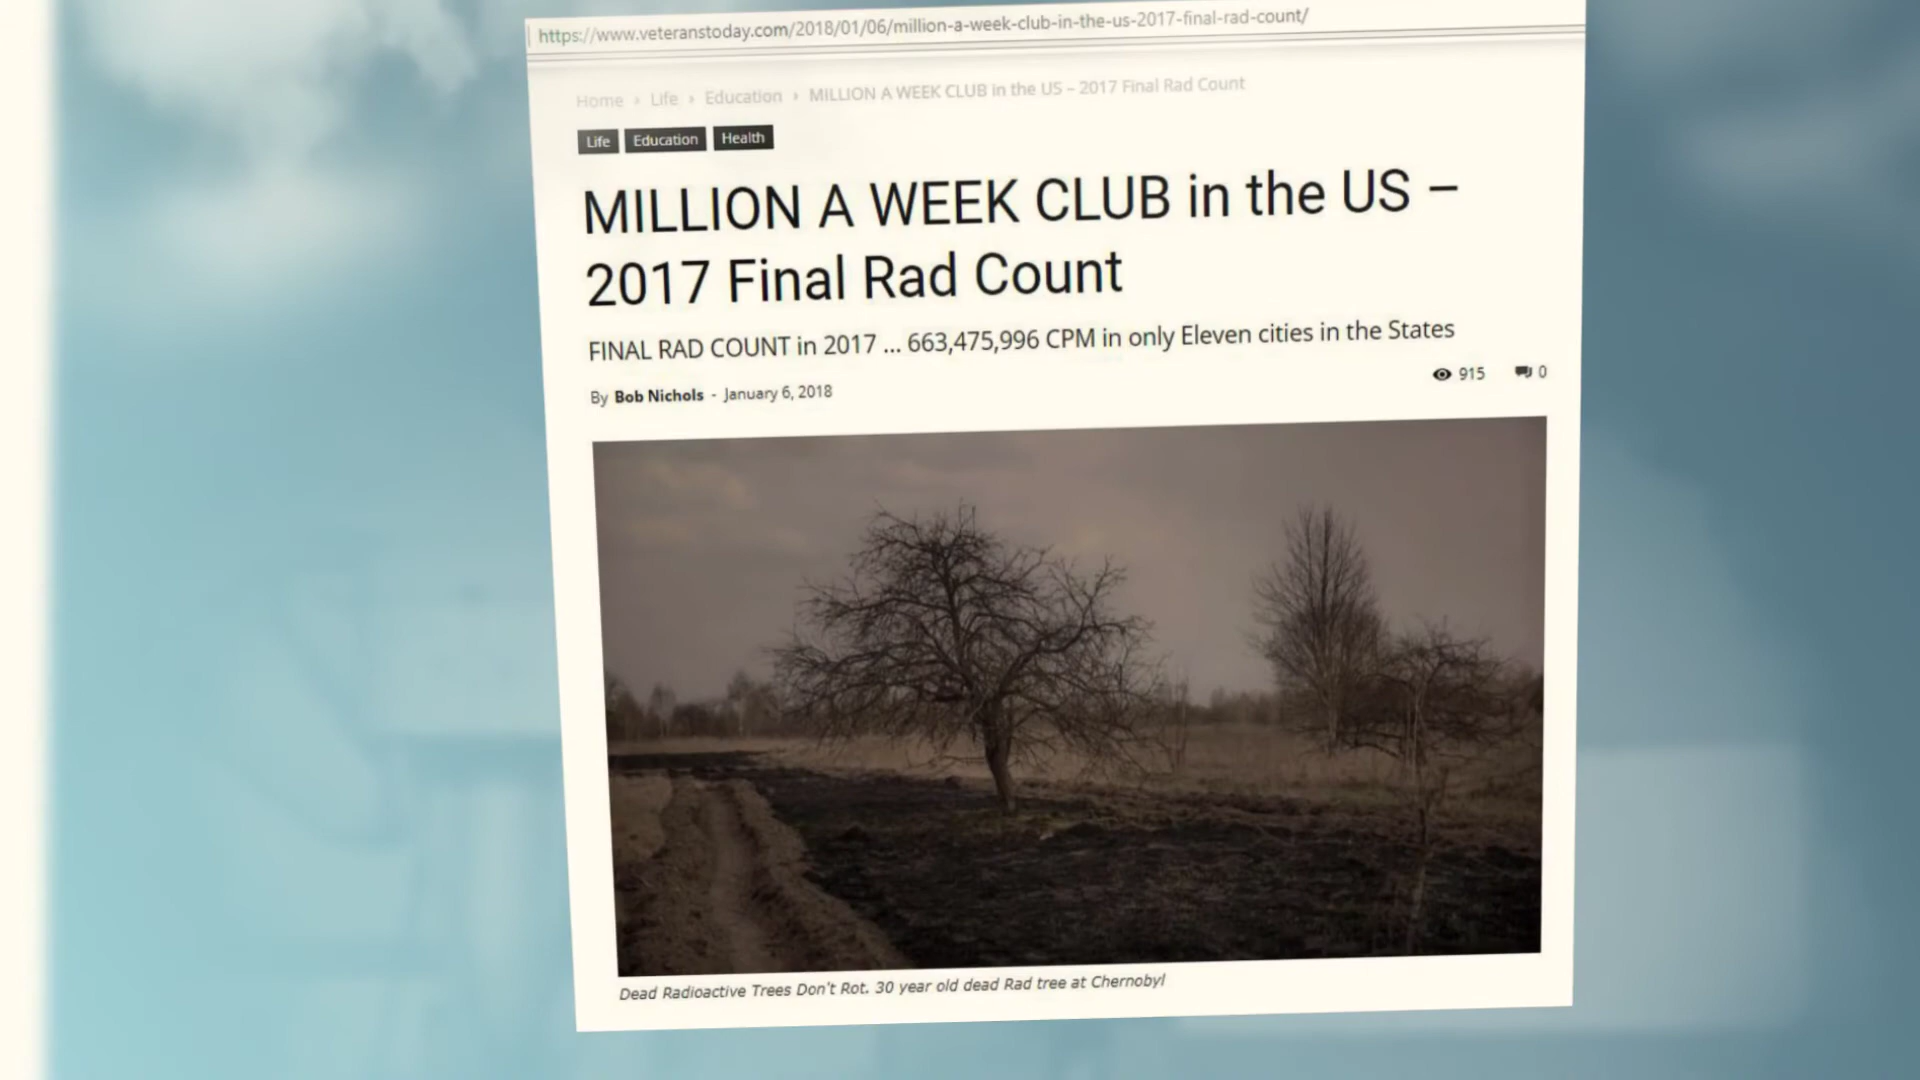 https://www.veteranstoday.com/2018/01/06/million-a-week-club-in-the-us-2017-final-rad-count/
Home › Life › Education › MILLION A WEEK CLUB in the US – 2017 Final Rad Count
Life Education Health
MILLION A WEEK CLUB in the US –
2017 Final Rad Count
FINAL RAD COUNT in 2017 ... 663,475,996 CPM in only Eleven cities in the States
By Bob Nichols - January 6, 2018
915 0
Dead Radioactive Trees Don't Rot. 30 year old dead Rad tree at Chernobyl